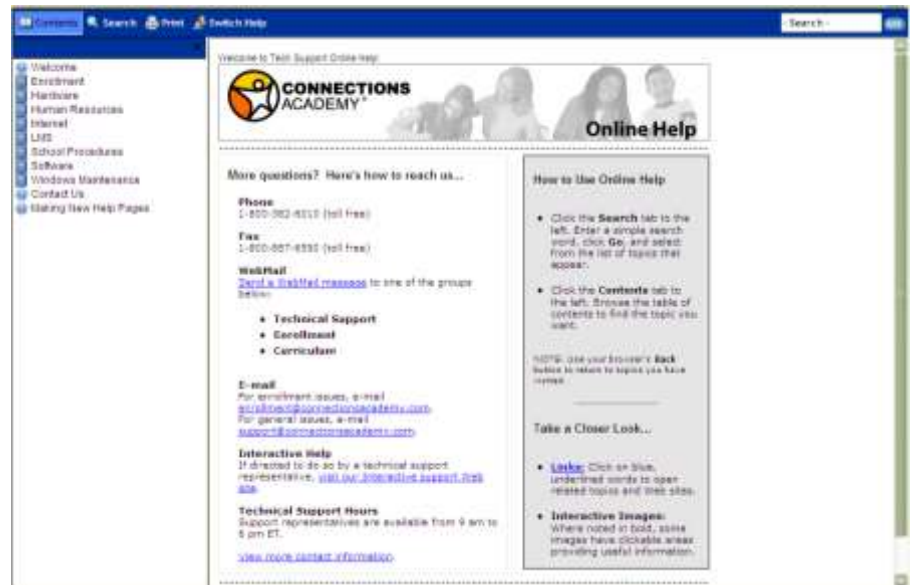 Contents Search Print Switch Help
- Search -
Welcome
Enrollment
Hardware
Human Resources
Internet
LMS
School Procedures
Software
Windows Maintenance
Contact Us
Making New Help Pages
Welcome to Tech Support Online Help
CONNECTIONS
ACADEMY
Online Help
More questions? Here's how to reach us...
Phone
(toll free)
Fax
(toll free)
WebMail
Send a WebMail message to one of the groups
below:
• Technical Support
• Enrollment
• Curriculum
E-mail
For enrollment issues, e-mail
enrollment@connectionsacademy.com.
For general issues, e-mail
support@connectionsacademy.com.
Interactive Help
If directed to do so by a technical support
representative, visit our Interactive support Web
site.
Technical Support Hours
Support representatives are available from 9 am to
6 pm ET.
View more contact information.
How to Use Online Help
• Click the Search tab to the
left. Enter a simple search
word, click Go, and select
from the list of topics that
appear.
• Click the Contents tab to
the left. Browse the table of
contents to find the topic you
want.
NOTE: Use your browser's Back
button to return to topics you have
viewed.
Take a Closer Look...
• Links: Click on blue,
underlined words to open
related topics and Web sites.
• Interactive Images:
Where noted in bold, some
images have clickable areas
providing useful information.